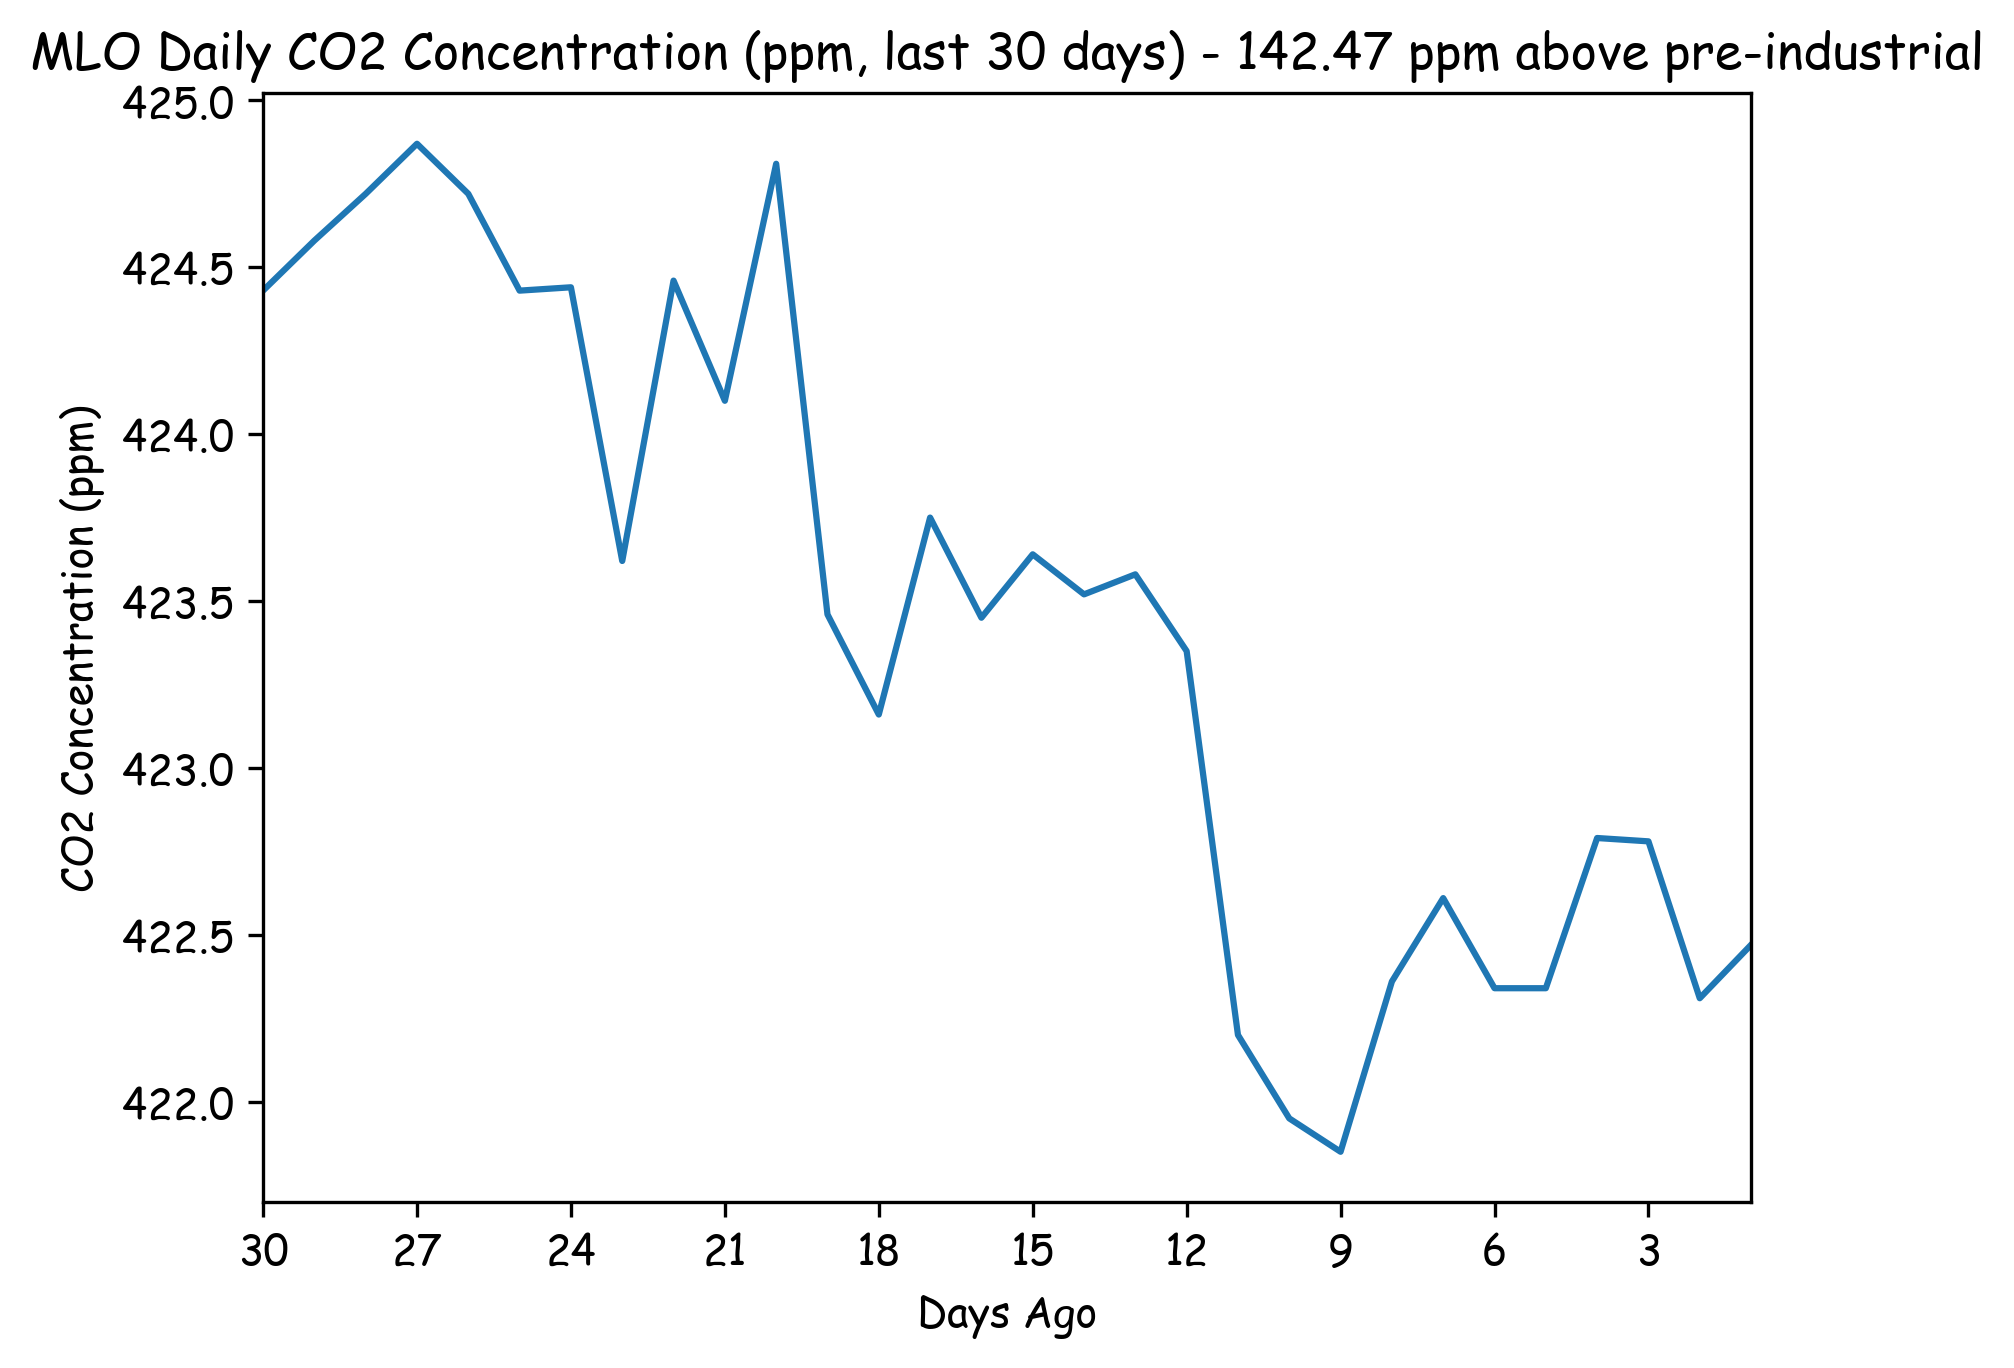 MLO Daily CO2 Concentration (ppm, last 30 days) - 142.47 ppm above pre-industrial
425.0
424.5
424.0
423.5
423.0
422.5
422.0
CO2 Concentration (ppm)
30 27 24 21 18 15 12 9 6 3
Days Ago